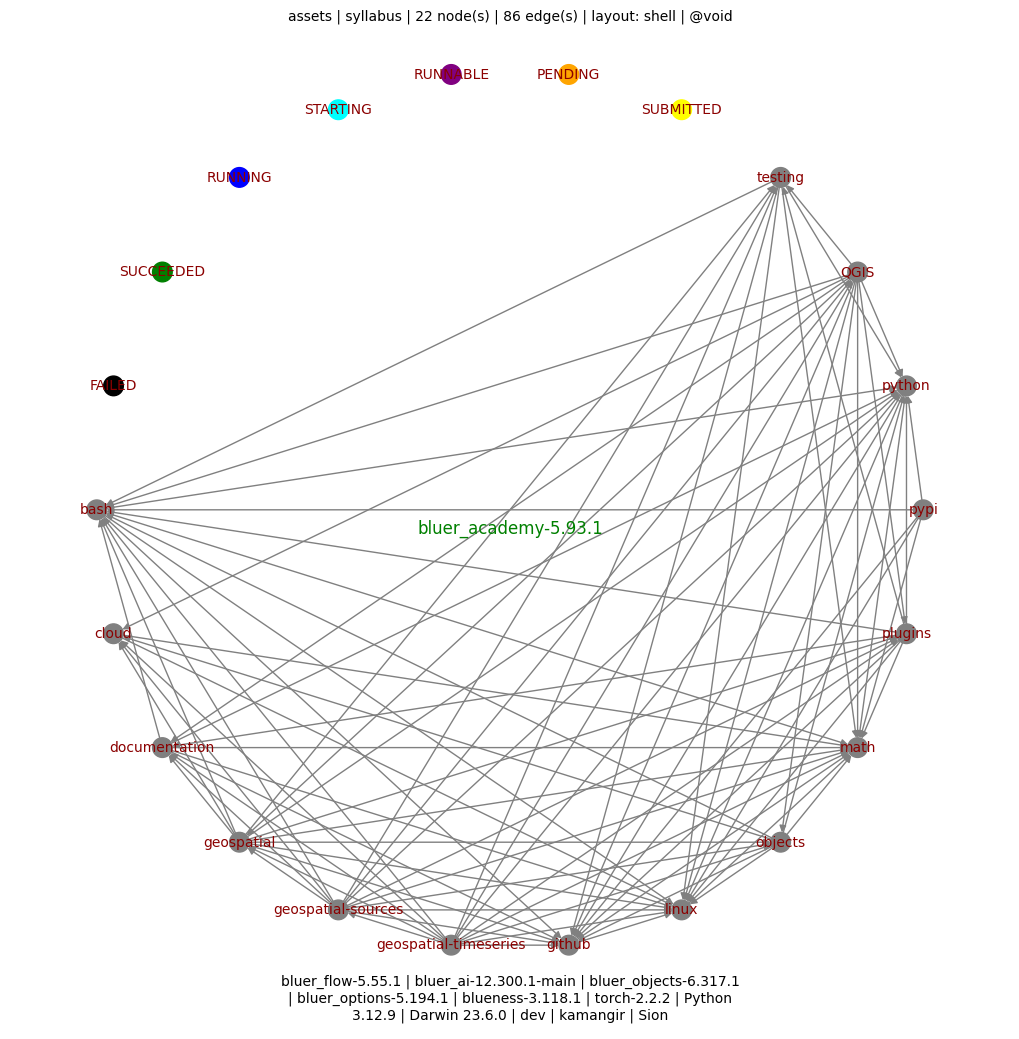 assets | syllabus | 22 node(s) | 86 edge(s) | layout: shell | @void
RUNNABLE
PENDING
STARTING
SUBMITTED
RUNNING
testing
SUCCEEDED
QGIS
FAILED
python
bash
pypi
bluer_academy-5.93.1
cloud
plugins
documentation
math
geospatial
objects
geospatial-sources
linux
geospatial-timeseries
github
bluer_flow-5.55.1 | bluer_ai-12.300.1-main | bluer_objects-6.317.1
| bluer_options-5.194.1 | blueness-3.118.1 | torch-2.2.2 | Python
3.12.9 | Darwin 23.6.0 | dev | kamangir | Sion